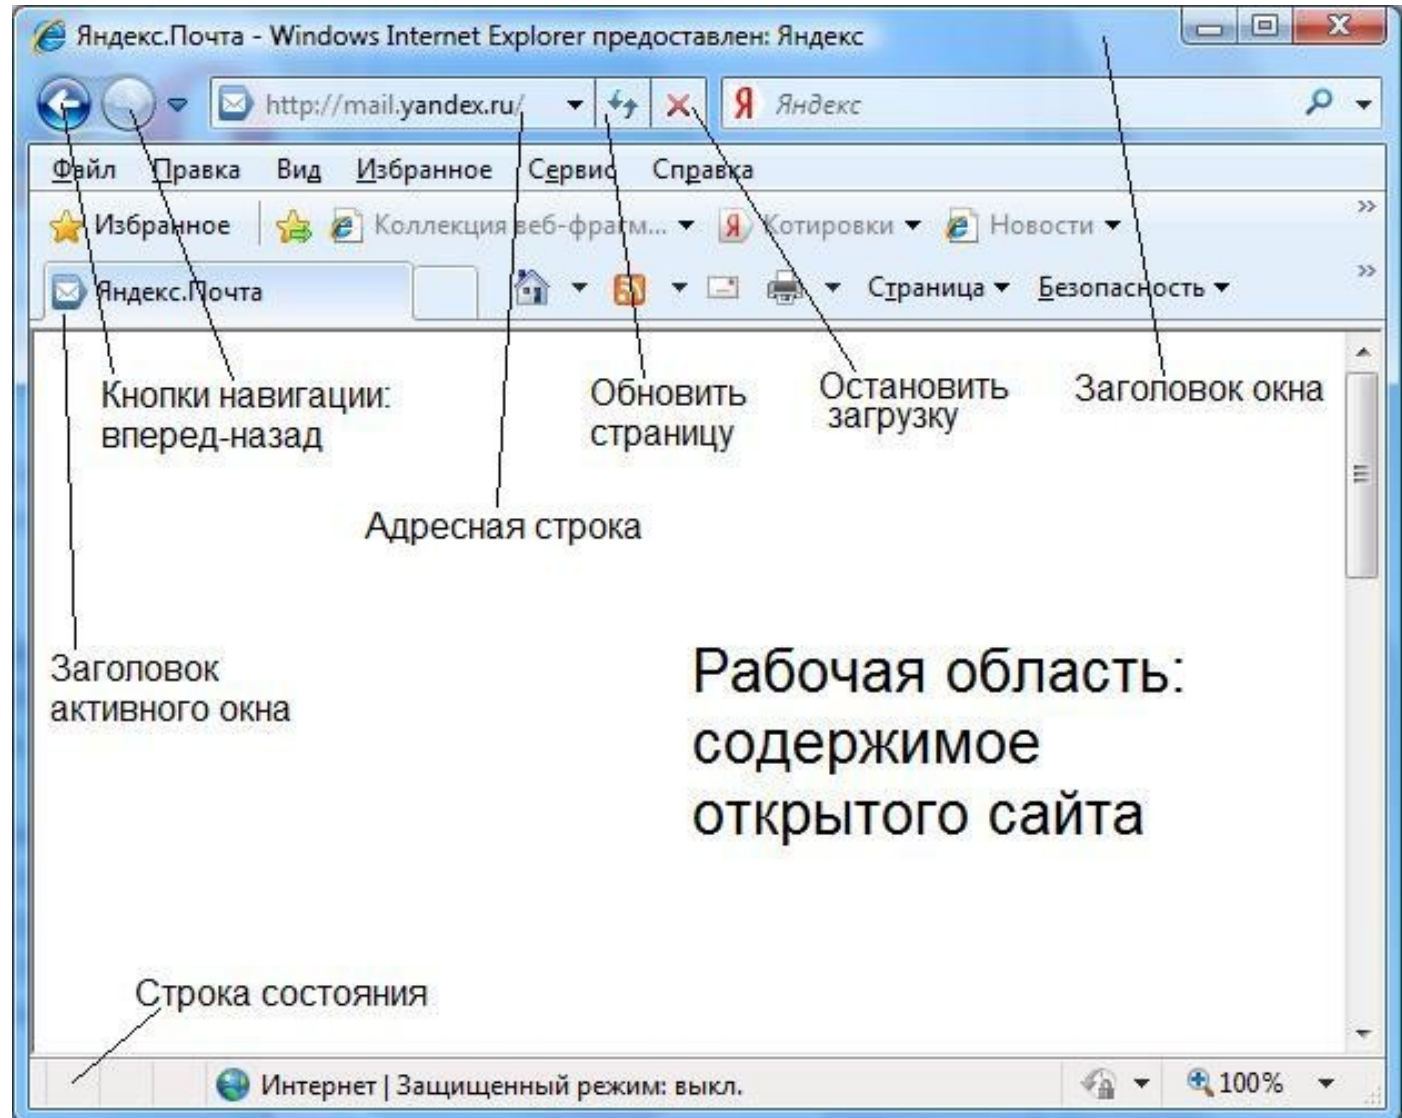 Яндекс.Почта - Windows Internet Explorer предоставлен: Яндекс
http://mail.yandex.ru/ Яндекс
Файл Правка Вид Избранное Сервис Справка
Избранное Коллекция веб-фрагм... Котировки Новости
Яндекс.Почта Страница Безопасность
Кнопки навигации:
вперед-назад
Обновить
страницу
Остановить
загрузку
Заголовок окна
Адресная строка
Заголовок
активного окна
Рабочая область:
содержимое
открытого сайта
Строка состояния
Интернет | Защищенный режим: выкл. 100%